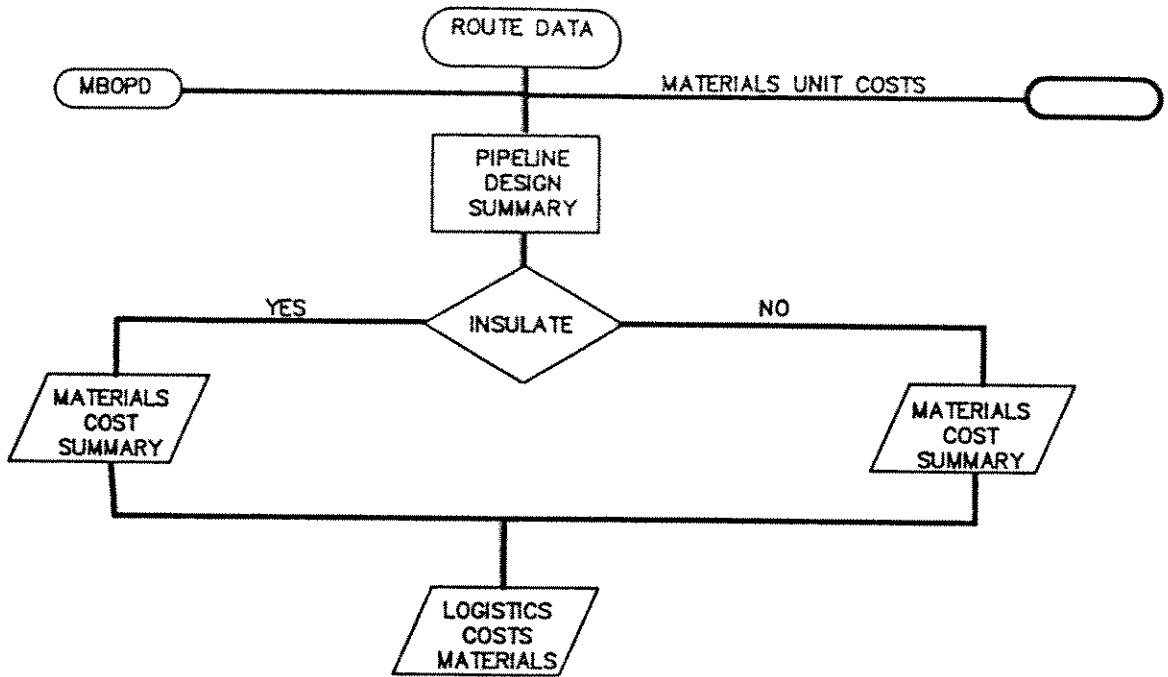 ROUTE DATA
MBOPD
MATERIALS UNIT COSTS
PIPELINE
DESIGN
SUMMARY
YES
INSULATE
NO
MATERIALS
COST
SUMMARY
MATERIALS
COST
SUMMARY
LOGISTICS
COSTS
MATERIALS